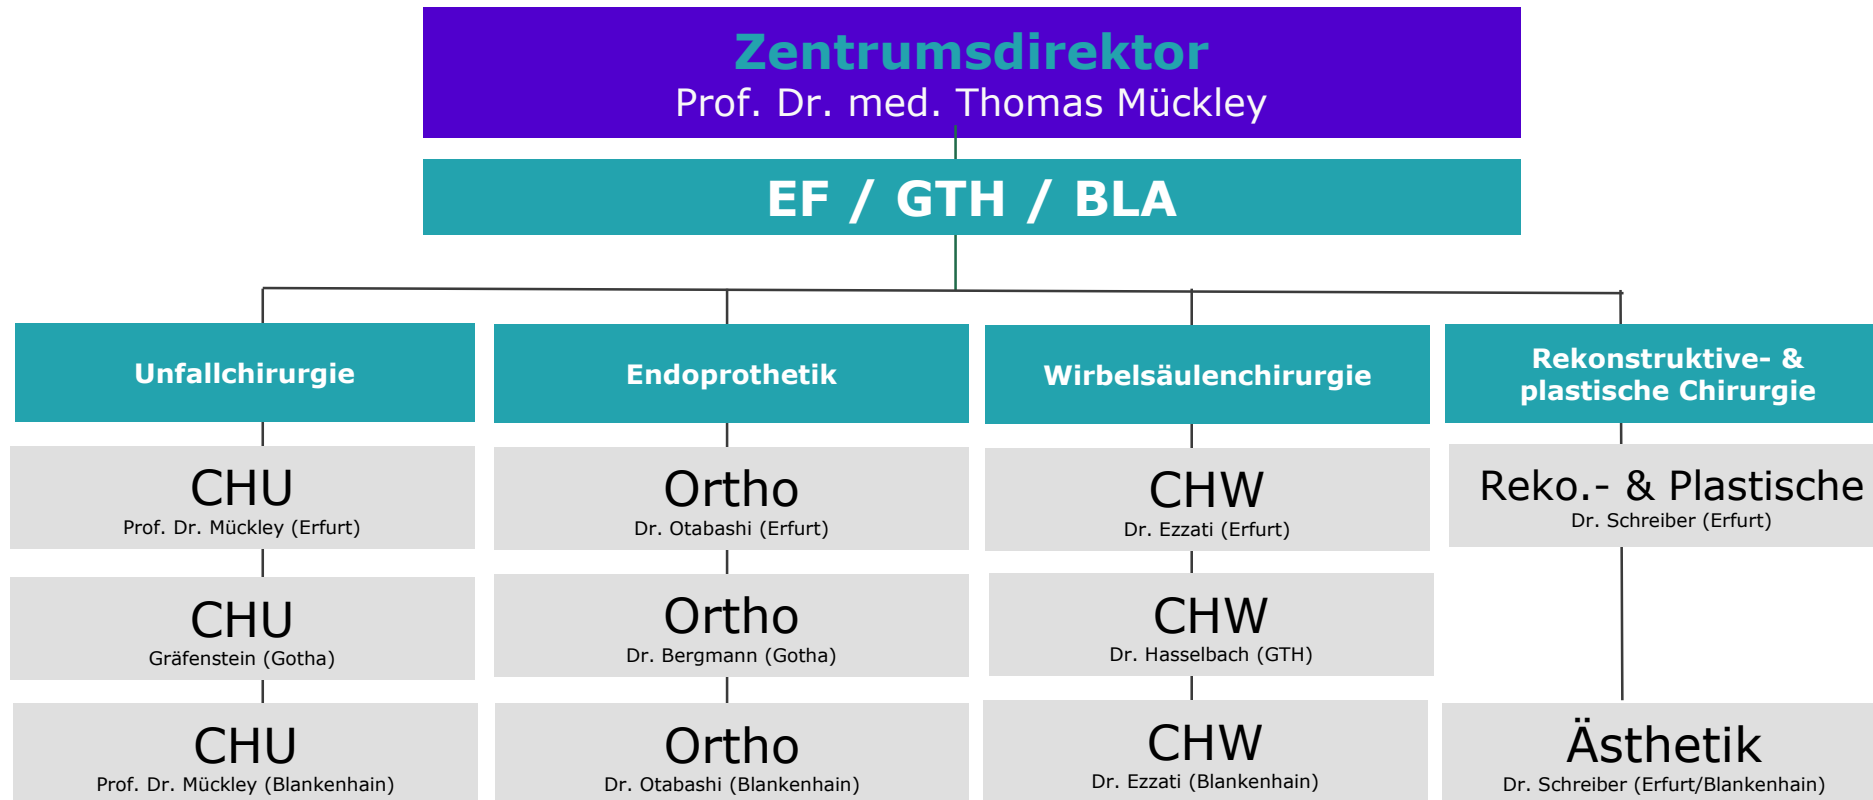 Zentrumsdirektor
Prof. Dr. med. Thomas Mückley
EF / GTH / BLA
Unfallchirurgie
Endoprothetik
Wirbelsäulenchirurgie
Rekonstruktive- &
plastische Chirurgie
CHU
Prof. Dr. Mückley (Erfurt)
Ortho
Dr. Otabashi (Erfurt)
CHW
Dr. Ezzati (Erfurt)
Reko.- & Plastische
Dr. Schreiber (Erfurt)
CHU
Gräfenstein (Gotha)
Ortho
Dr. Bergmann (Gotha)
CHW
Dr. Hasselbach (GTH)
CHU
Prof. Dr. Mückley (Blankenhain)
Ortho
Dr. Otabashi (Blankenhain)
CHW
Dr. Ezzati (Blankenhain)
Ästhetik
Dr. Schreiber (Erfurt/Blankenhain)